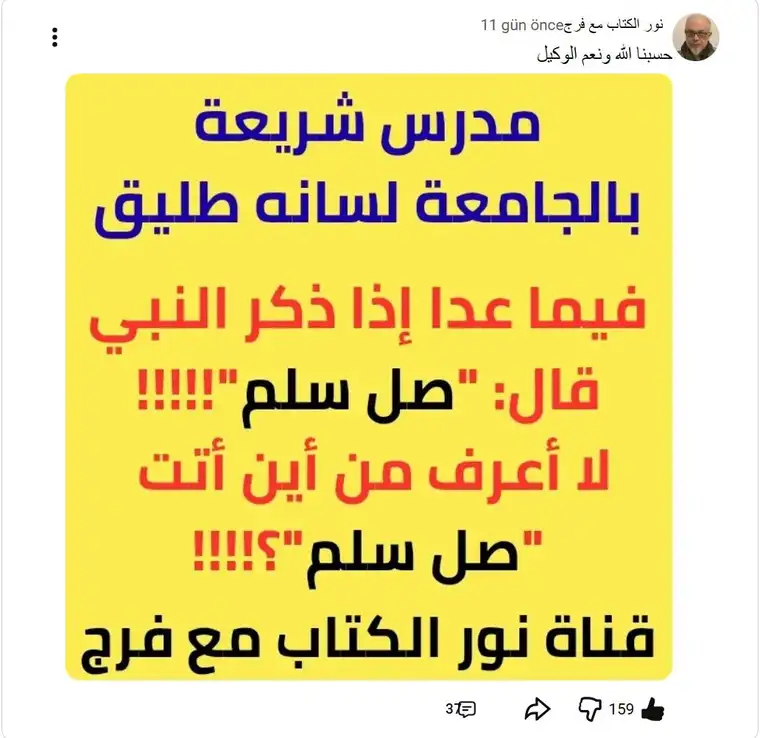 نور الكتاب مع فرج 11 gün önce
حسبنا الله ونعم الوكيل
مدرس شريعة
بالجامعة لسانه طليق
فيما عدا إذا ذكر النبي
قال: "صل سلم"!!!!!
لا أعرف من أين أتت
"صل سلم"؟!!!!
قناة نور الكتاب مع فرج
159
37